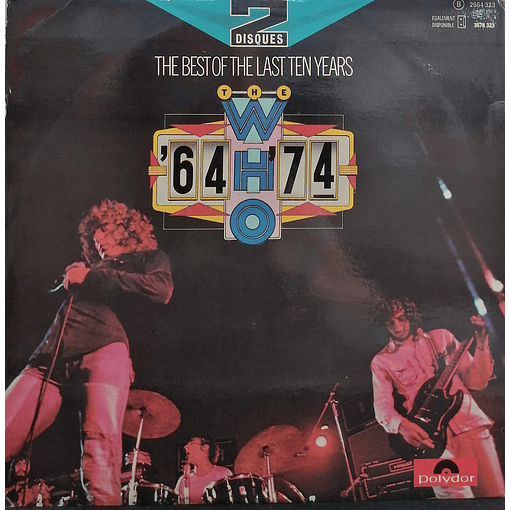 2
DISQUES
B 2664 323
EGALEMENT
DISPONIBLE
3578 323
THE BEST OF THE LAST TEN YEARS
THE
WHO
'64 '74
polydor